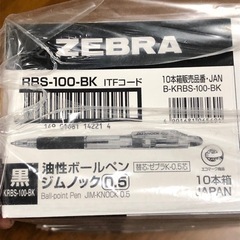 ZEBRA
RBS-100-BK ITFコード
10本箱販売品番・JAN
B-KRBS-100-BK
黒
KRBS-100-BK
油性ボールペン
ジムノック 0.5
Ball-point Pen JIM-KNOCK 0.5
替芯:ゼブラK-0.5芯
10本箱
JAPAN